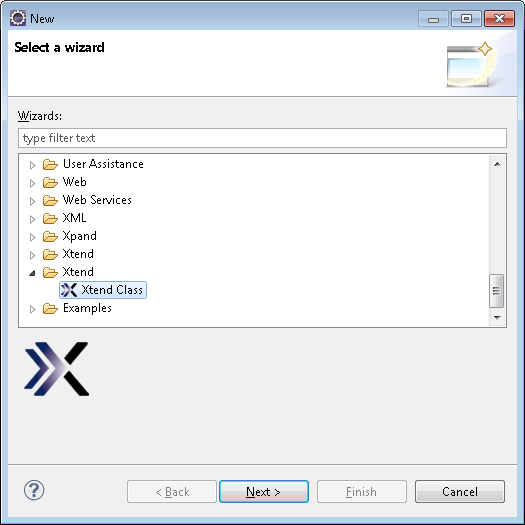 New
Select a wizard
Wizards:
type filter text
User Assistance
Web
Web Services
XML
Xpand
Xtend
Xtend
Xtend Class
Examples
? < Back Next > Finish Cancel